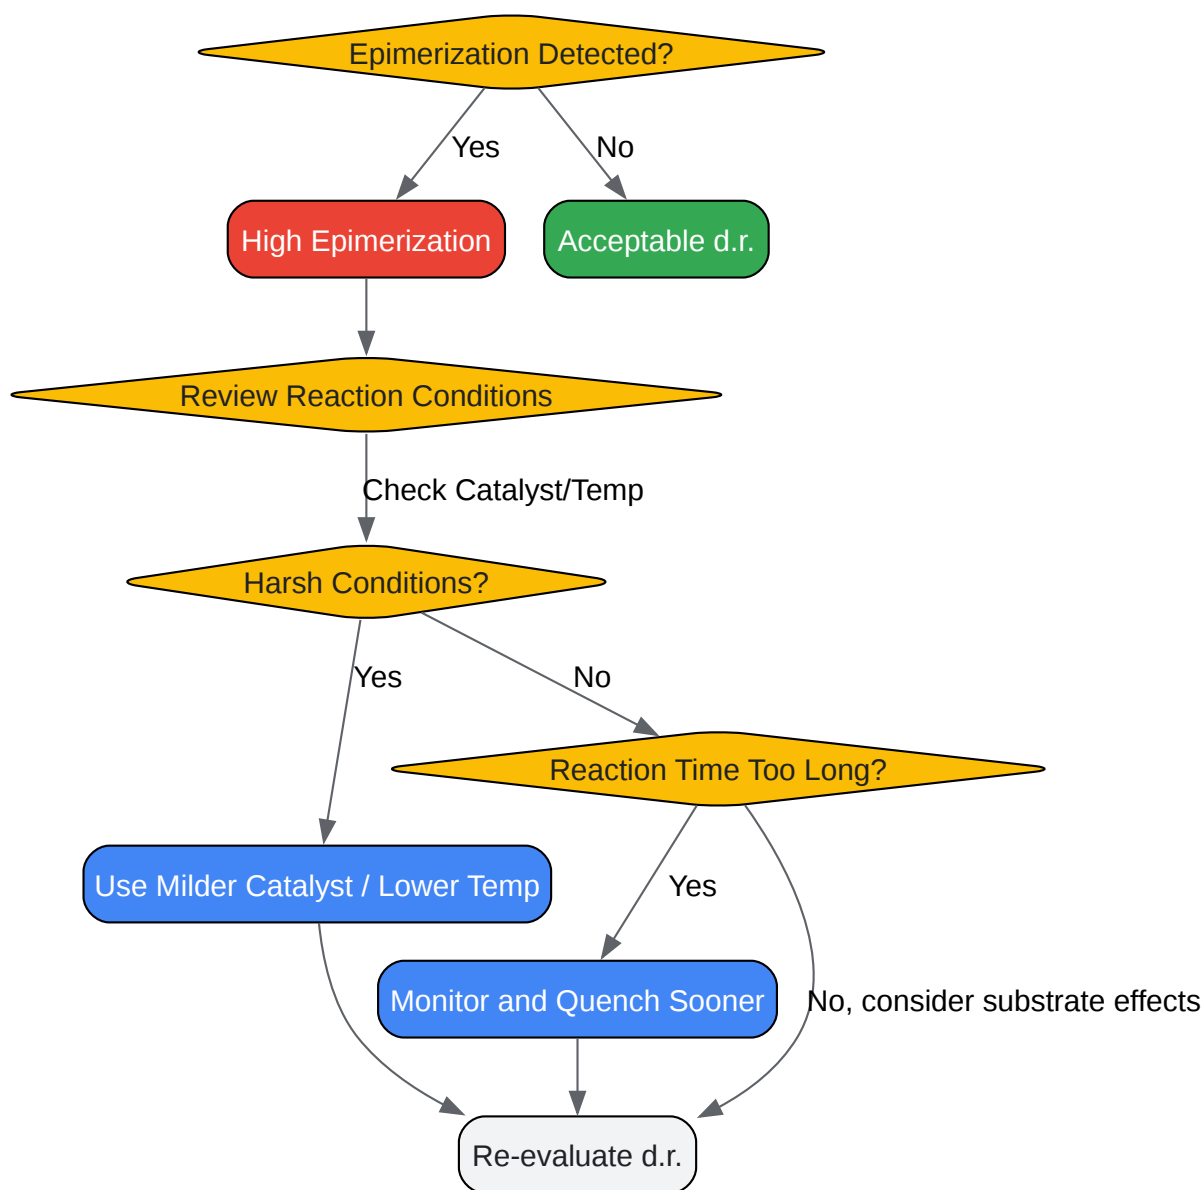 Epimerization Detected?
Yes
No
High Epimerization
Acceptable d.r.
Review Reaction Conditions
Check Catalyst/Temp
Harsh Conditions?
Yes
No
Reaction Time Too Long?
Use Milder Catalyst / Lower Temp
Yes
Monitor and Quench Sooner
No, consider substrate effects
Re-evaluate d.r.